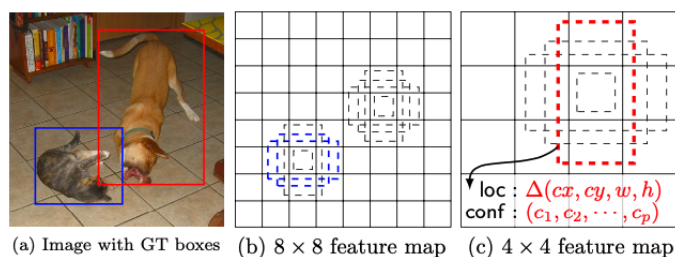 loc : Δ(cx, cy, w, h)
conf : (c₁, c₂, ⋯, cₚ)
(a) Image with GT boxes
(b) 8 × 8 feature map
(c) 4 × 4 feature map